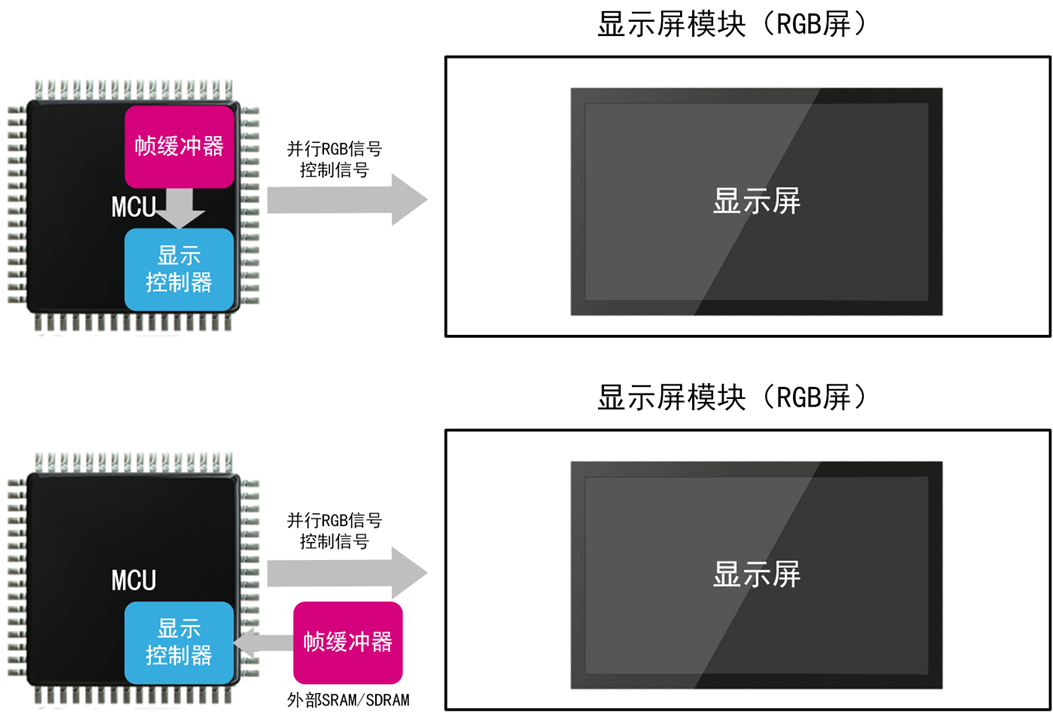 显示屏模块（RGB屏）
帧缓冲器
MCU
显示
控制器
并行RGB信号
控制信号
显示屏
显示屏模块（RGB屏）
MCU
显示
控制器
并行RGB信号
控制信号
帧缓冲器
外部SRAM/SDRAM
显示屏